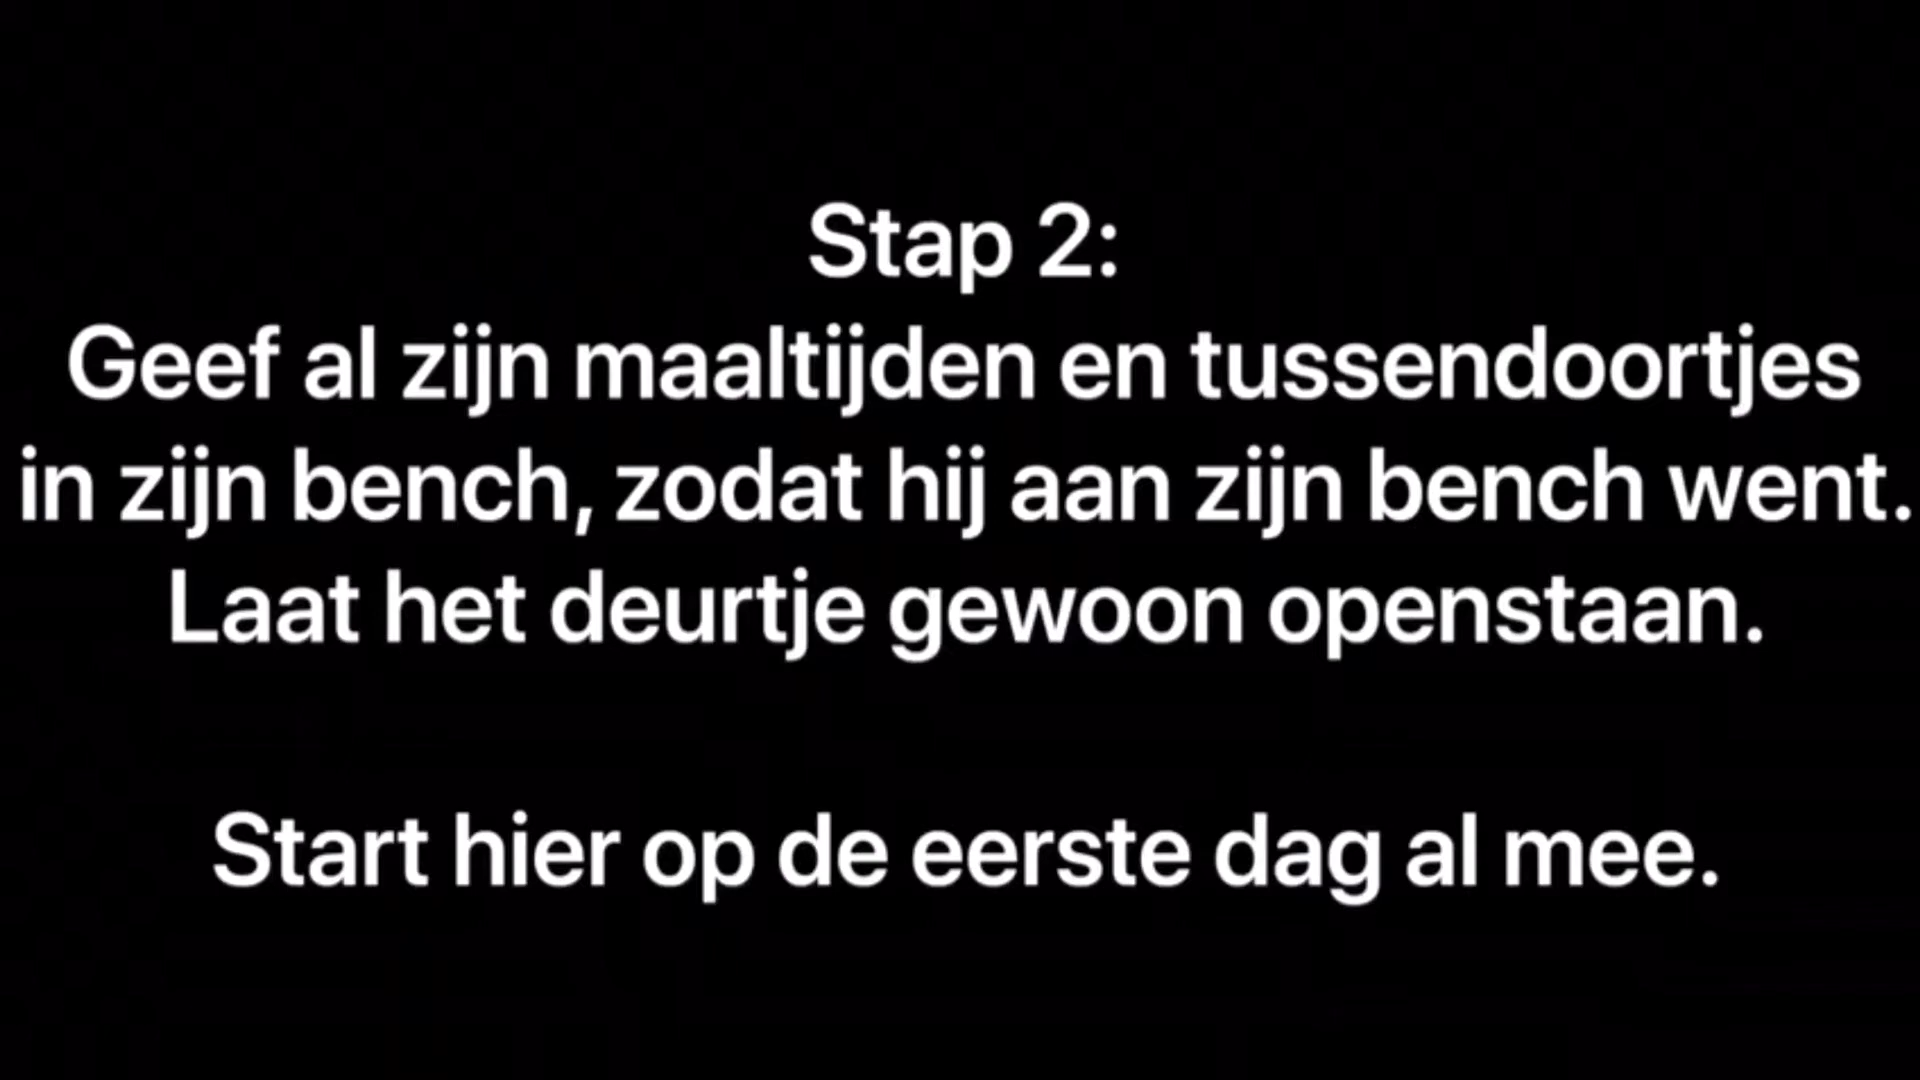 Stap 2:
Geef al zijn maaltijden en tussendoortjes
in zijn bench, zodat hij aan zijn bench went.
Laat het deurtje gewoon openstaan.
Start hier op de eerste dag al mee.